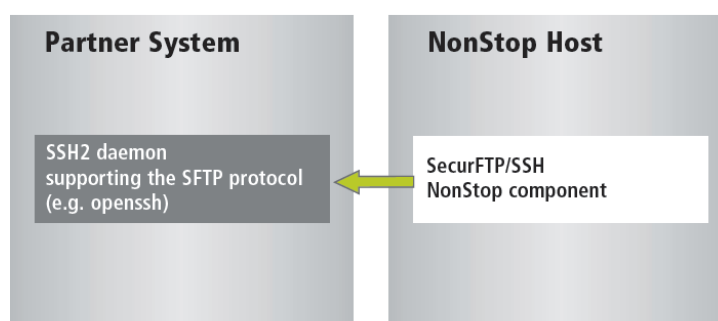 Partner System
SSH2 daemon
supporting the SFTP protocol
(e.g. openssh)
NonStop Host
SecurFTP/SSH
NonStop component